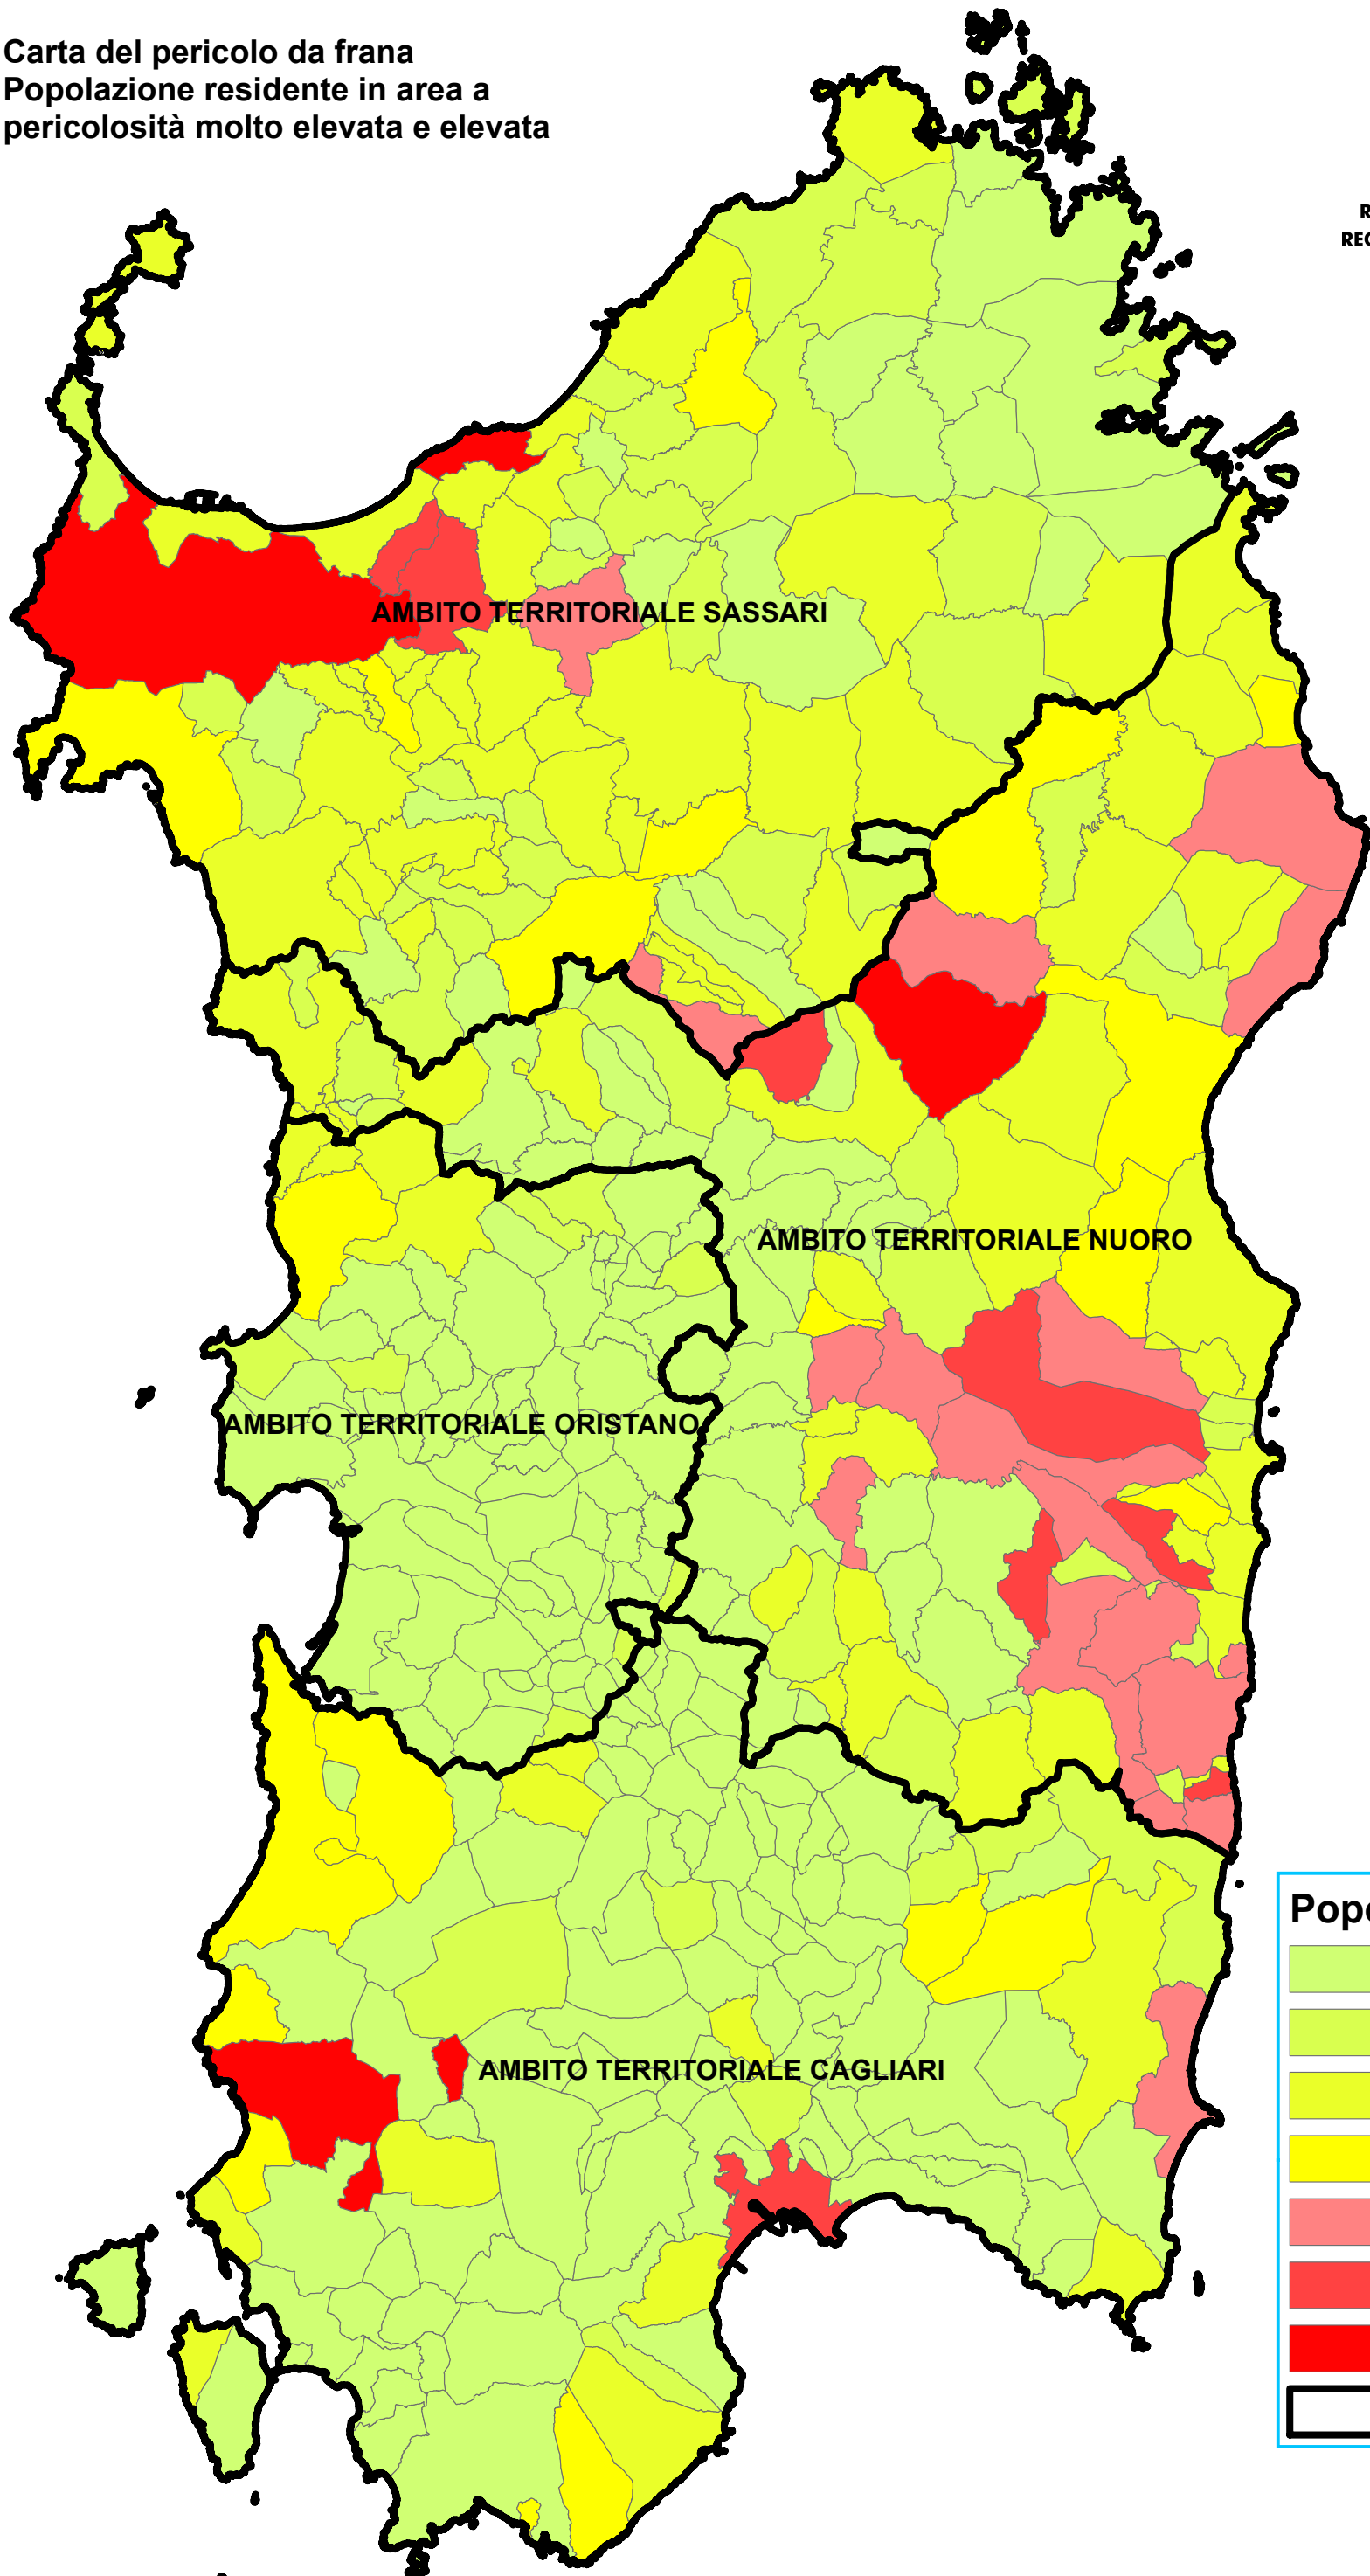 Carta del pericolo da frana
Popolazione residente in area a
pericolosità molto elevata e elevata
R
REG
AMBITO TERRITORIALE SASSARI
AMBITO TERRITORIALE NUORO
AMBITO TERRITORIALE ORISTANO
AMBITO TERRITORIALE CAGLIARI